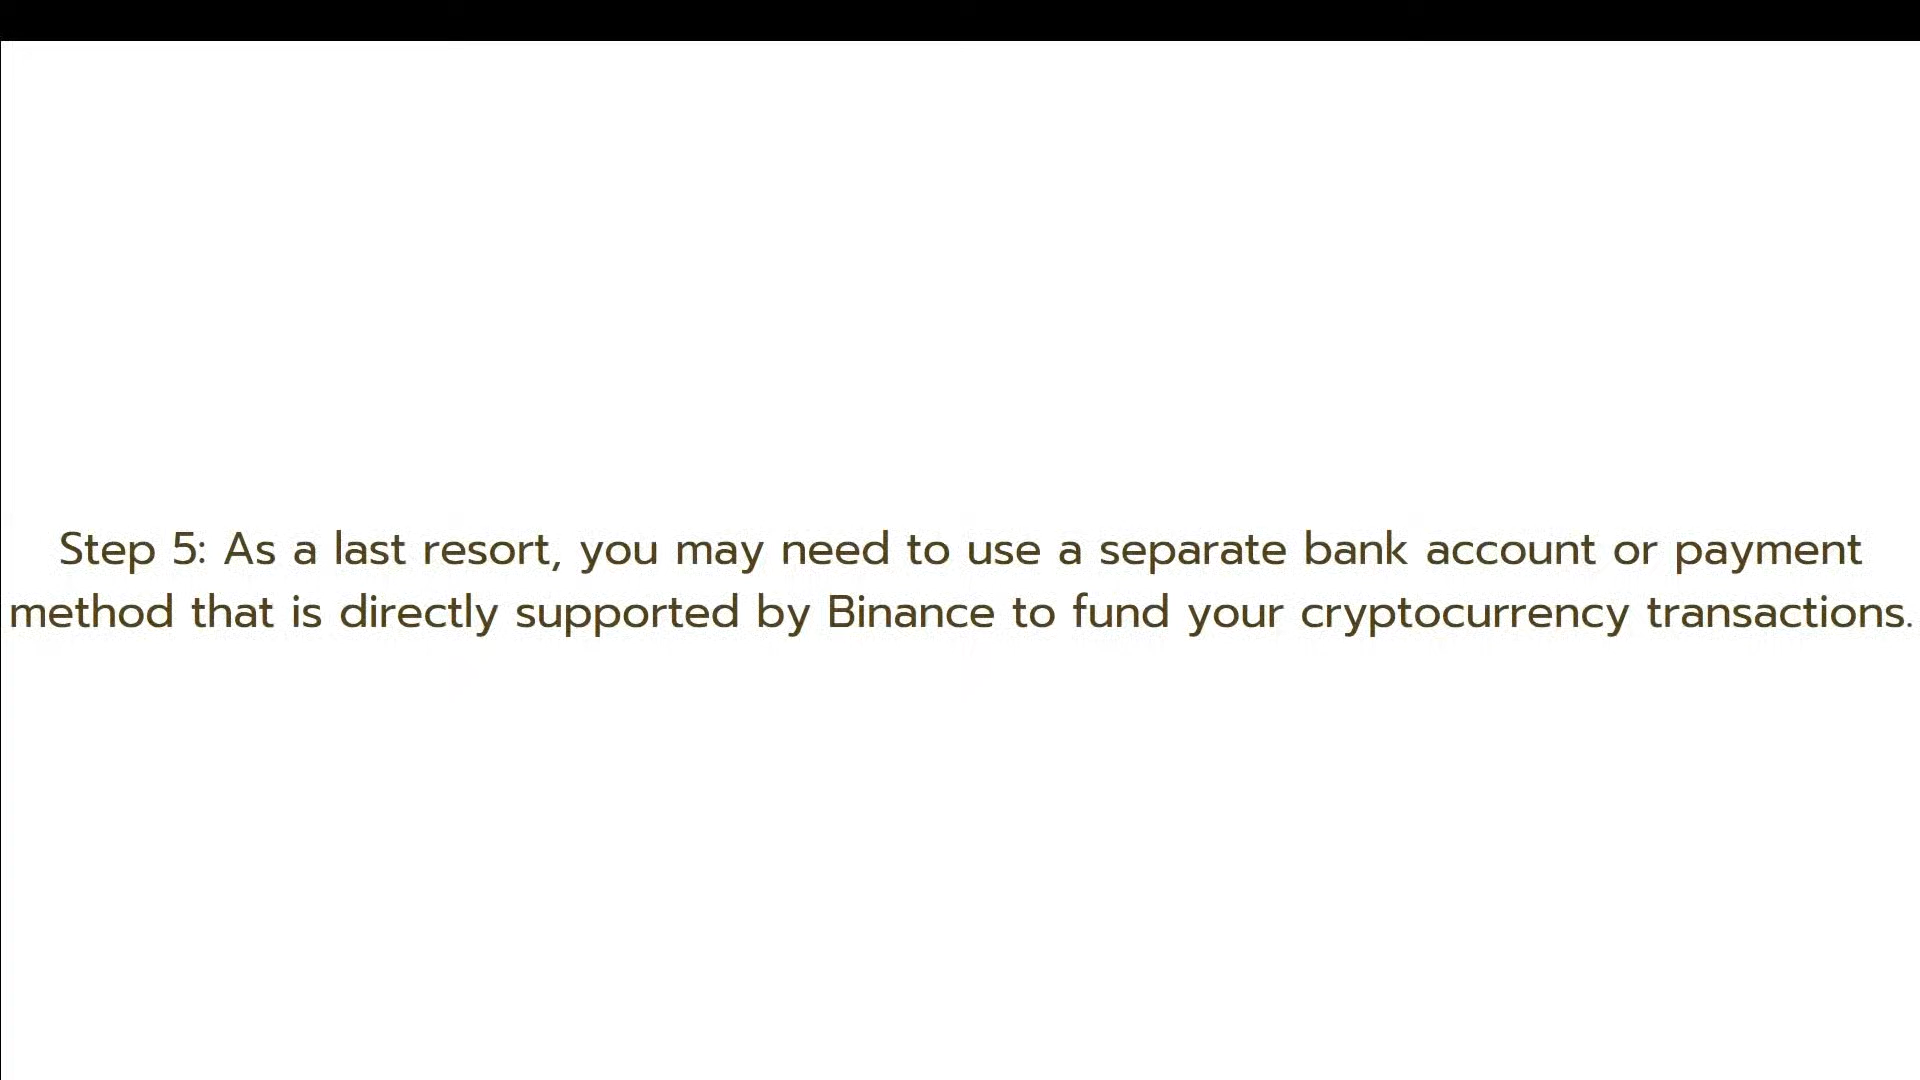 Step 5: As a last resort, you may need to use a separate bank account or payment
method that is directly supported by Binance to fund your cryptocurrency transactions.